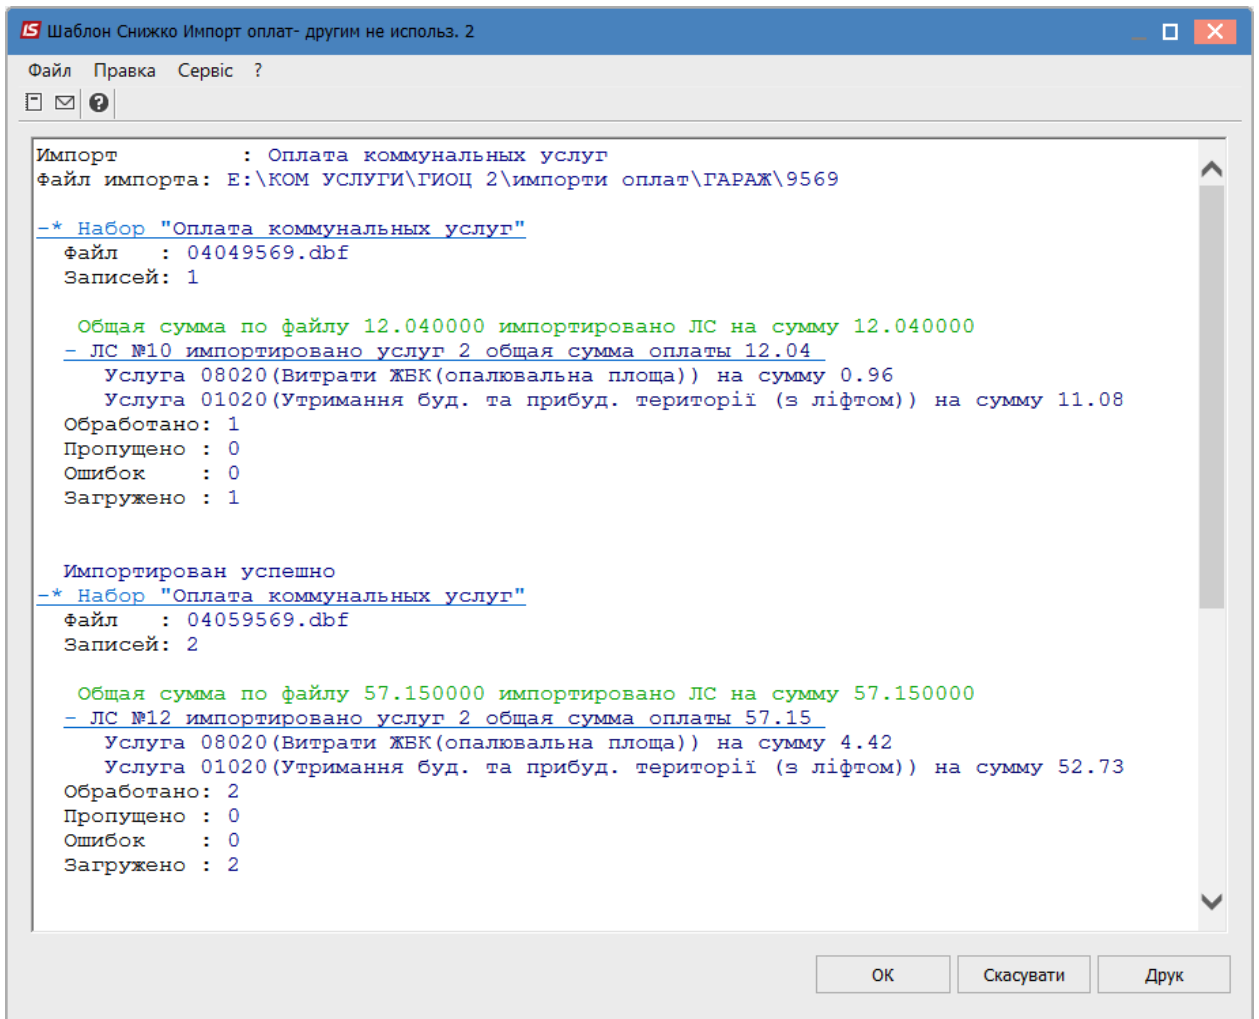 Шаблон Снижко Импорт оплат- другим не использ. 2
Файл Правка Сервіс ?
Импорт         : Оплата коммунальных услуг
Файл импорта: E:\КОМ УСЛУГИ\ГИОЦ 2\импорти оплат\ГАРАЖ\9569
-* Набор "Оплата коммунальных услуг"
Файл   : 04049569.dbf
Записей: 1
Общая сумма по файлу 12.040000 импортировано ЛС на сумму 12.040000
- ЛС №10 импортировано услуг 2 общая сумма оплаты 12.04
Услуга 08020(Витрати ЖБК(опалювальна площа)) на сумму 0.96
Услуга 01020(Утримання буд. та прибуд. території (з ліфтом)) на сумму 11.08
Обработано: 1
Пропущено : 0
Ошибок    : 0
Загружено : 1
Импортирован успешно
-* Набор "Оплата коммунальных услуг"
Файл   : 04059569.dbf
Записей: 2
Общая сумма по файлу 57.150000 импортировано ЛС на сумму 57.150000
- ЛС №12 импортировано услуг 2 общая сумма оплаты 57.15
Услуга 08020(Витрати ЖБК(опалювальна площа)) на сумму 4.42
Услуга 01020(Утримання буд. та прибуд. території (з ліфтом)) на сумму 52.73
Обработано: 2
Пропущено : 0
Ошибок    : 0
Загружено : 2
ОК Скасувати Друк